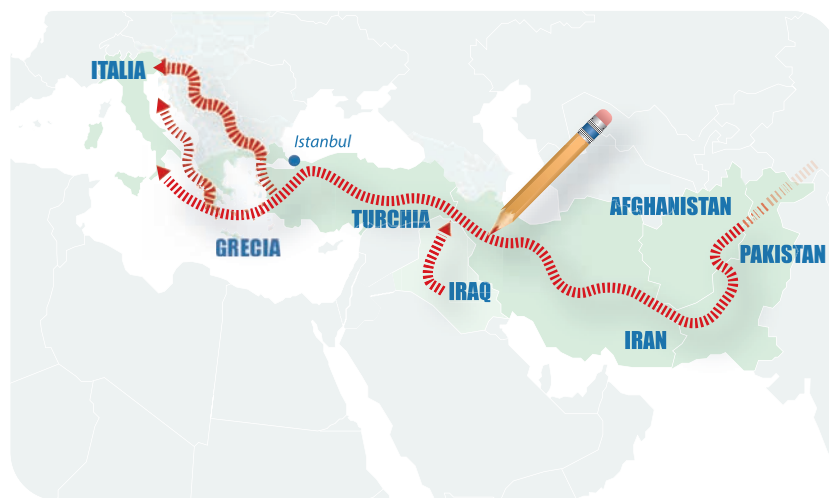 ITALIA
Istanbul
AFGHANISTAN
TURCHIA
GRECIA
PAKISTAN
IRAQ
IRAN